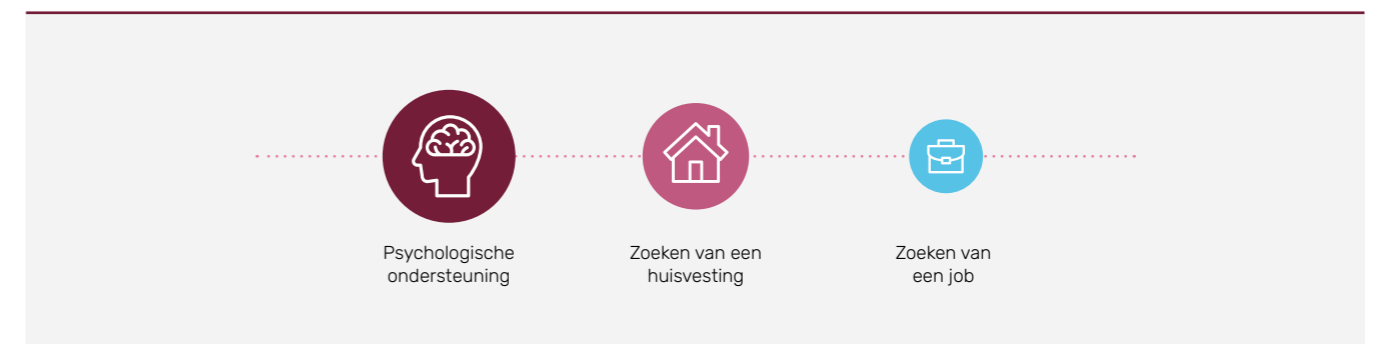 Psychologische
ondersteuning
Zoeken van een
huisvesting
Zoeken van
een job